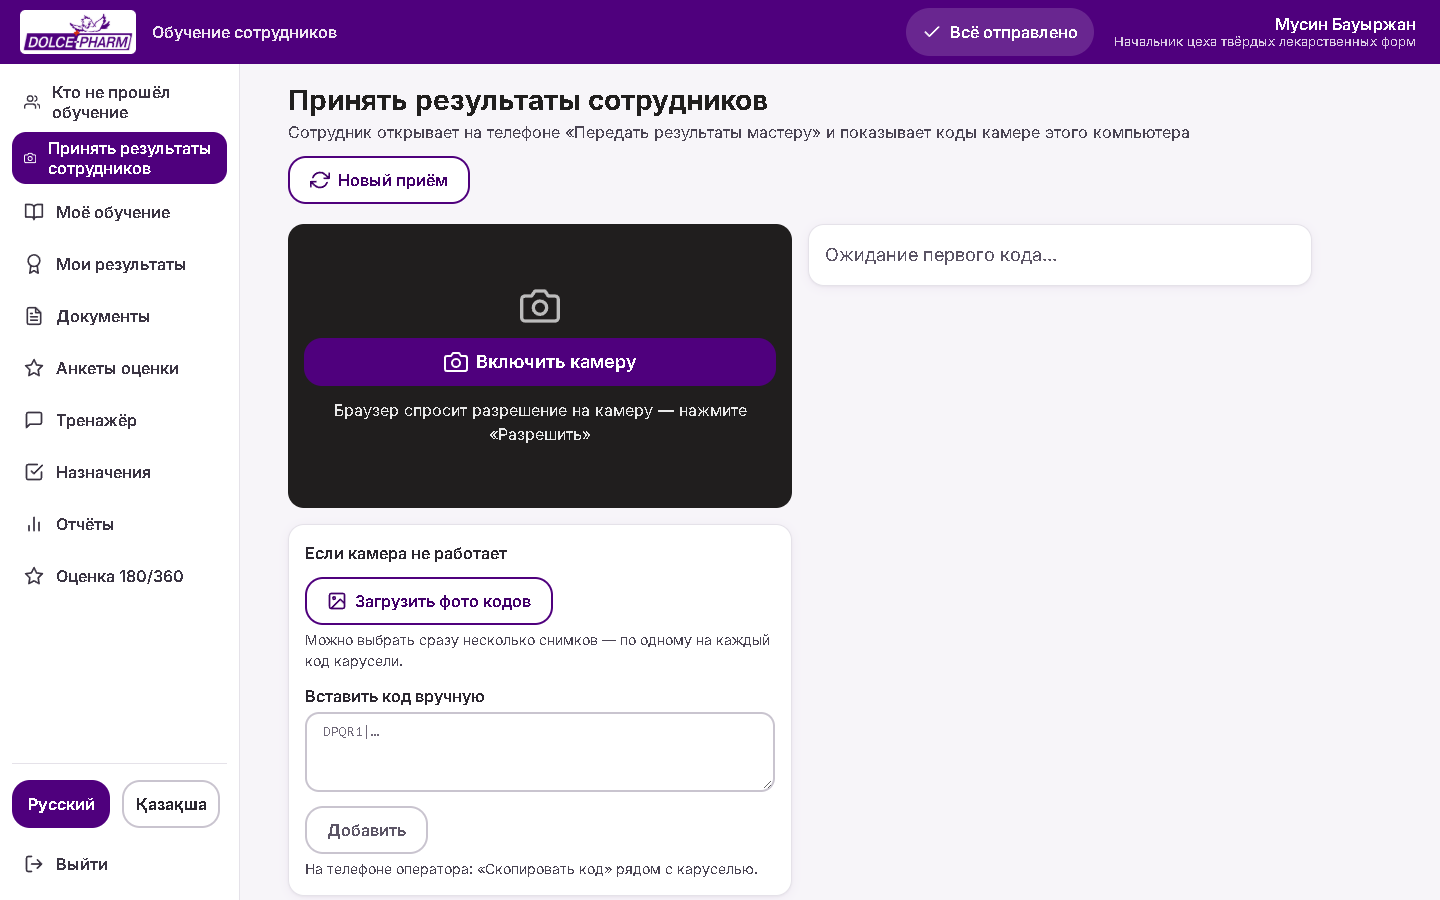 DOLCE-PHARM
Обучение сотрудников
Всё отправлено
Мусин Бауыржан
Начальник цеха твёрдых лекарственных форм
Кто не прошёл
обучение
Принять результаты
сотрудников
Моё обучение
Мои результаты
Документы
Анкеты оценки
Тренажёр
Назначения
Отчёты
Оценка 180/360
Русский
Қазақша
Выйти
Принять результаты сотрудников
Сотрудник открывает на телефоне «Передать результаты мастеру» и показывает коды камере этого компьютера
Новый приём
Включить камеру
Браузер спросит разрешение на камеру — нажмите
«Разрешить»
Ожидание первого кода…
Если камера не работает
Загрузить фото кодов
Можно выбрать сразу несколько снимков — по одному на каждый
код карусели.
Вставить код вручную
DPQR1|…
Добавить
На телефоне оператора: «Скопировать код» рядом с каруселью.